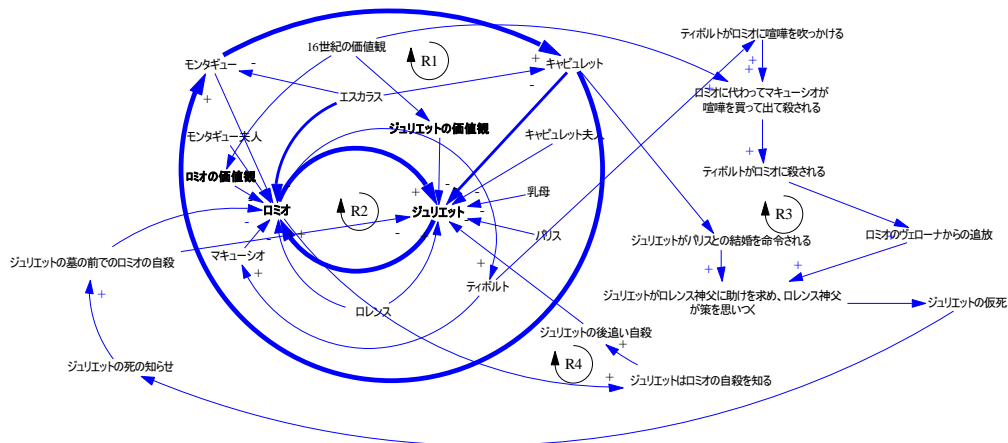 ティボルトがロミオに喧嘩を吹っかける
16世紀の価値観
R1
モンタギュー
キャピュレット
エスカラス
ロミオに代わってマキューシオが
喧嘩を買って出て殺される
ジュリエットの価値観
モンタギュー夫人
キャピュレット夫人
ロミオの価値観
ティボルトがロミオに殺される
乳母
ロミオ
R2
ジュリエット
R3
パリス
ジュリエットがパリスとの結婚を命令される
ロミオのヴェローナからの追放
マキューシオ
ジュリエットの墓の前でのロミオの自殺
ティボルト
ジュリエットがロレンス神父に助けを求め、ロレンス神父
が策を思いつく
ジュリエットの仮死
ロレンス
ジュリエットの後追い自殺
R4
ジュリエットの死の知らせ
ジュリエットはロミオの自殺を知る